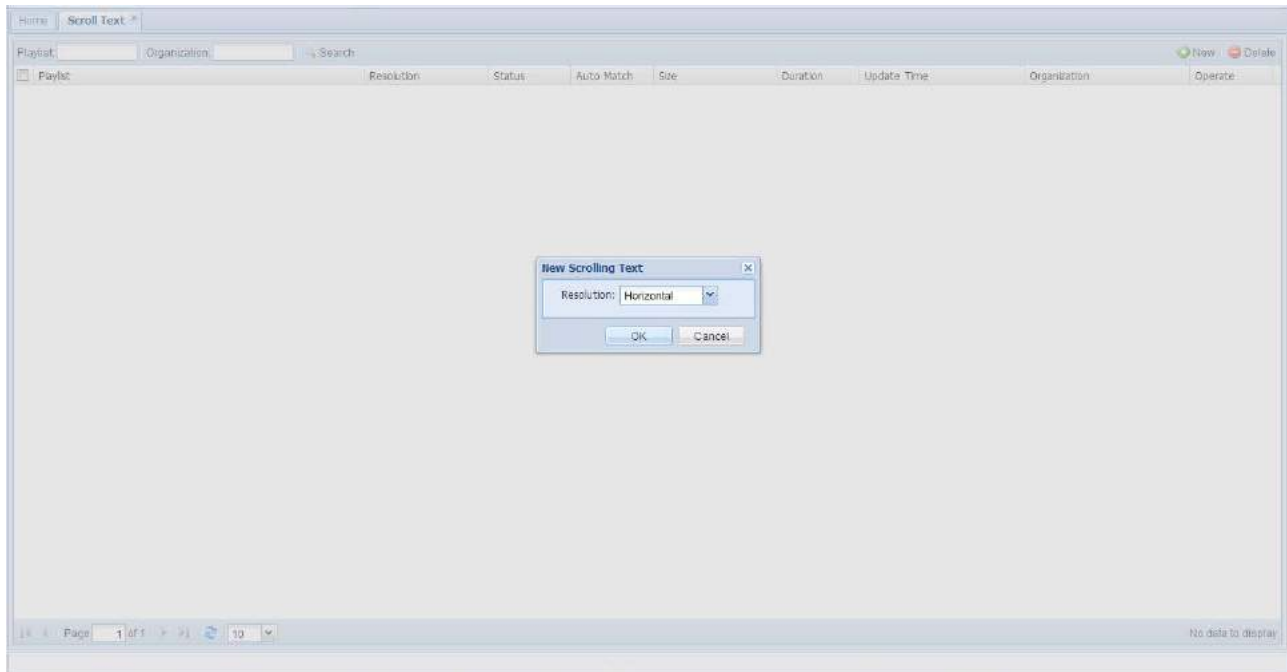 Home Scroll Text
Playlist: Organization: Search New Delete
Playlist Resolution Status Auto Match Size Duration Update Time Organization Operate
New Scrolling Text
Resolution: Horizontal
OK Cancel
Page 1 of 1 10 No data to display